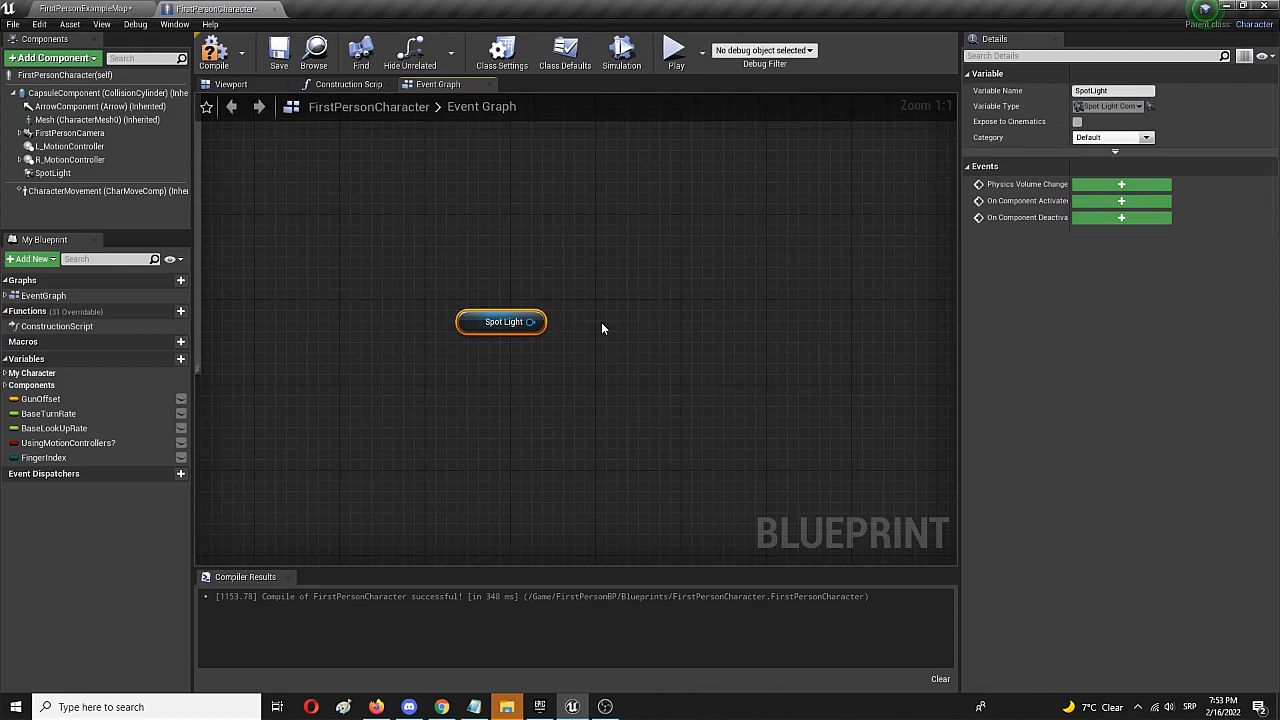 FirstPersonExampleMap*
FirstPersonCharacter*
File Edit Asset View Debug Window Help
Parent class: Character
Components
+Add Component
Search
FirstPersonCharacter(self)
CapsuleComponent (CollisionCylinder) (Inhe
ArrowComponent (Arrow) (Inherited)
Mesh (CharacterMesh0) (Inherited)
FirstPersonCamera
L_MotionController
R_MotionController
SpotLight
CharacterMovement (CharMoveComp) (Inheri
My Blueprint
+Add New
Search
Graphs
EventGraph
Functions (31 Overridable)
ConstructionScript
Macros
Variables
My Character
Components
GunOffset
BaseTurnRate
BaseLookUpRate
UsingMotionControllers?
FingerIndex
Event Dispatchers
Compile
Save
Browse
Find
Hide Unrelated
Class Settings
Class Defaults
Simulation
Play
No debug object selected
Debug Filter
Viewport
Construction Scrip
Event Graph
FirstPersonCharacter > Event Graph
Zoom 1:1
Spot Light
BLUEPRINT
Compiler Results
[1153.78] Compile of FirstPersonCharacter successful! [in 348 ms] (/Game/FirstPersonBP/Blueprints/FirstPersonCharacter.FirstPersonCharacter)
Clear
Details
Search Details
Variable
Variable Name SpotLight
Variable Type Spot Light Com
Expose to Cinematics
Category Default
Events
Physics Volume Change
On Component Activate
On Component Deactiva
Type here to search
7°C Clear
SRP
7:53 PM
2/16/2022